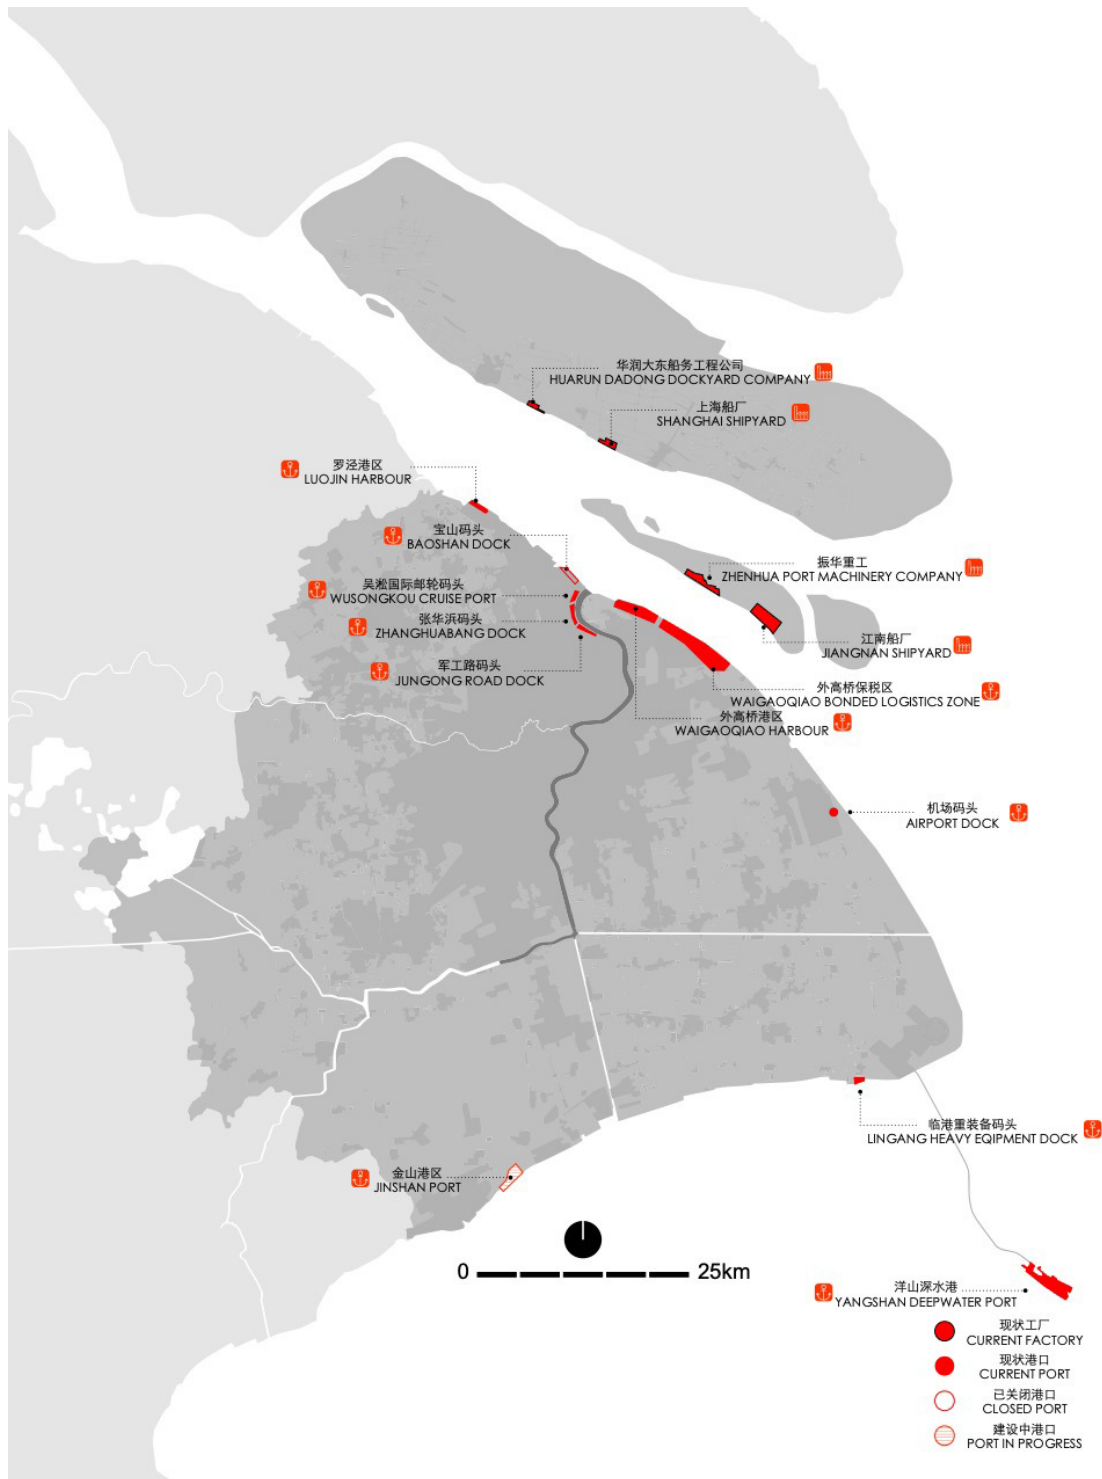 华润大东船务工程公司
HUARUN DADONG DOCKYARD COMPANY
上海船厂
SHANGHAI SHIPYARD
罗泾港区
LUOJIN HARBOUR
宝山码头
BAOSHAN DOCK
吴淞国际邮轮码头
WUSONGKOU CRUISE PORT
张华浜码头
ZHANGHUABANG DOCK
军工路码头
JUNGONG ROAD DOCK
振华重工
ZHENHUA PORT MACHINERY COMPANY
江南船厂
JIANGNAN SHIPYARD
外高桥保税区
WAIGAOQIAO BONDED LOGISTICS ZONE
外高桥港区
WAIGAOQIAO HARBOUR
机场码头
AIRPORT DOCK
临港重装备码头
LINGANG HEAVY EQIPMENT DOCK
金山港区
JINSHAN PORT
0 25km
洋山深水港
YANGSHAN DEEPWATER PORT
现状工厂
CURRENT FACTORY
现状港口
CURRENT PORT
已关闭港口
CLOSED PORT
建设中港口
PORT IN PROGRESS